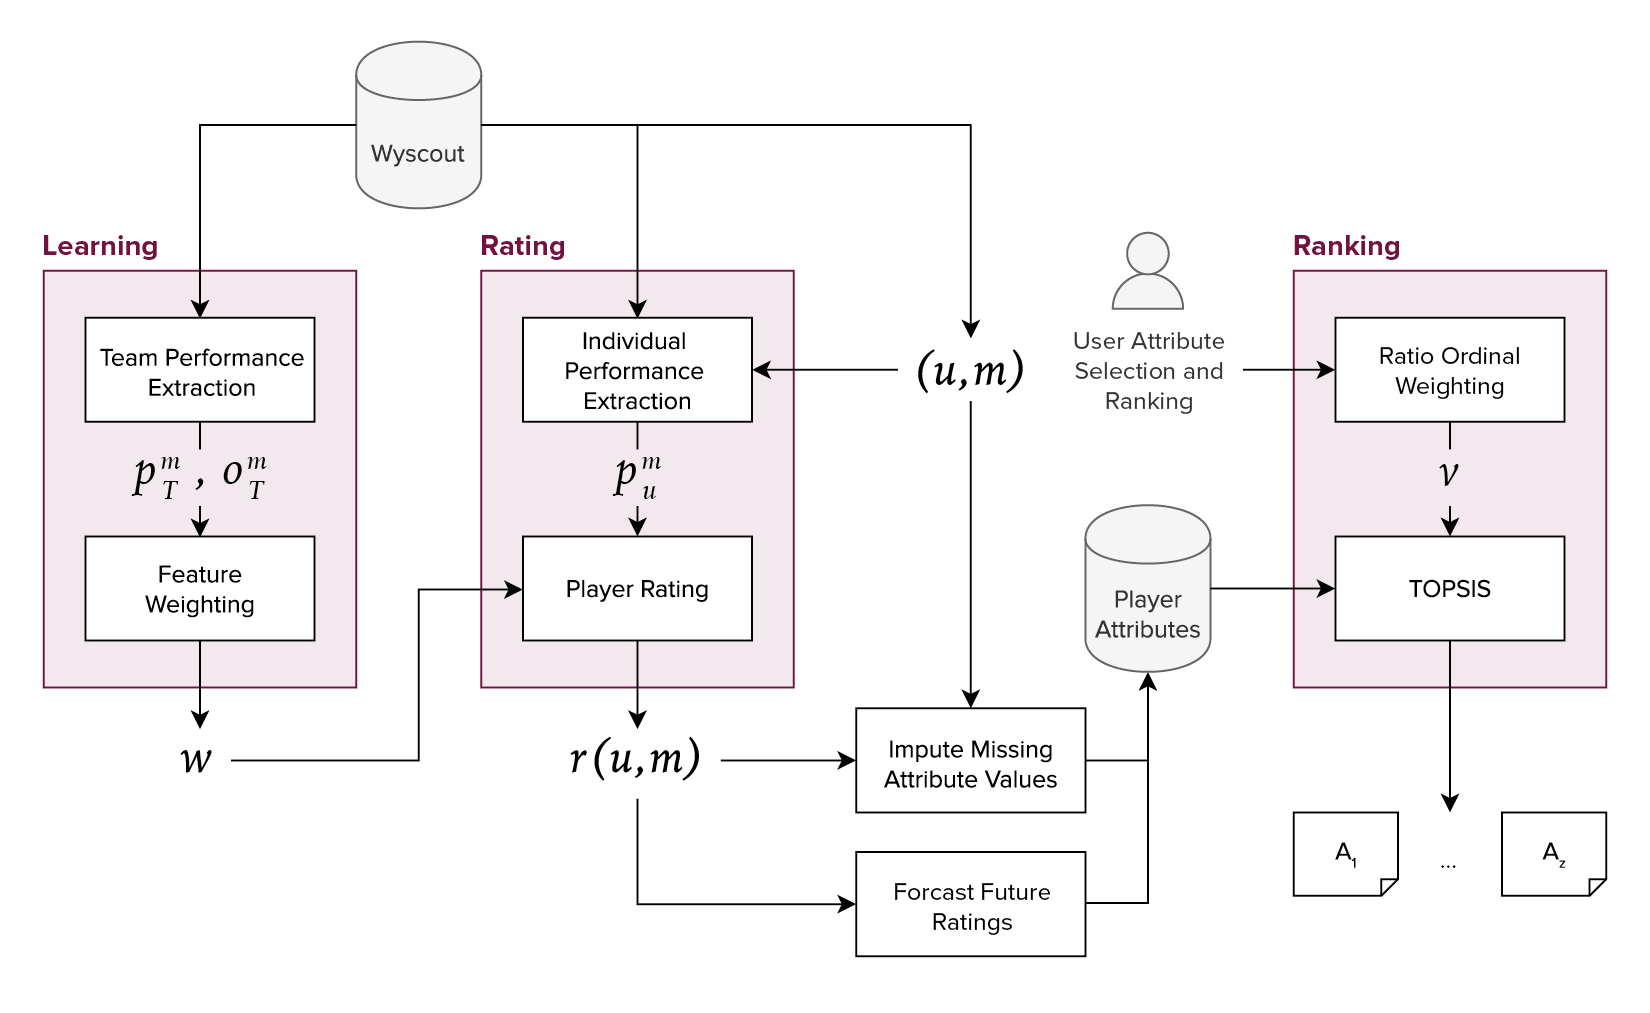 Wyscout
Learning
Team Performance
Extraction
p_T^m , o_T^m
Feature
Weighting
w
Rating
Individual
Performance
Extraction
p_u^m
Player Rating
r(u,m)
(u,m)
Impute Missing
Attribute Values
Forcast Future
Ratings
User Attribute
Selection and
Ranking
Player
Attributes
Ranking
Ratio Ordinal
Weighting
v
TOPSIS
A_1
...
A_z